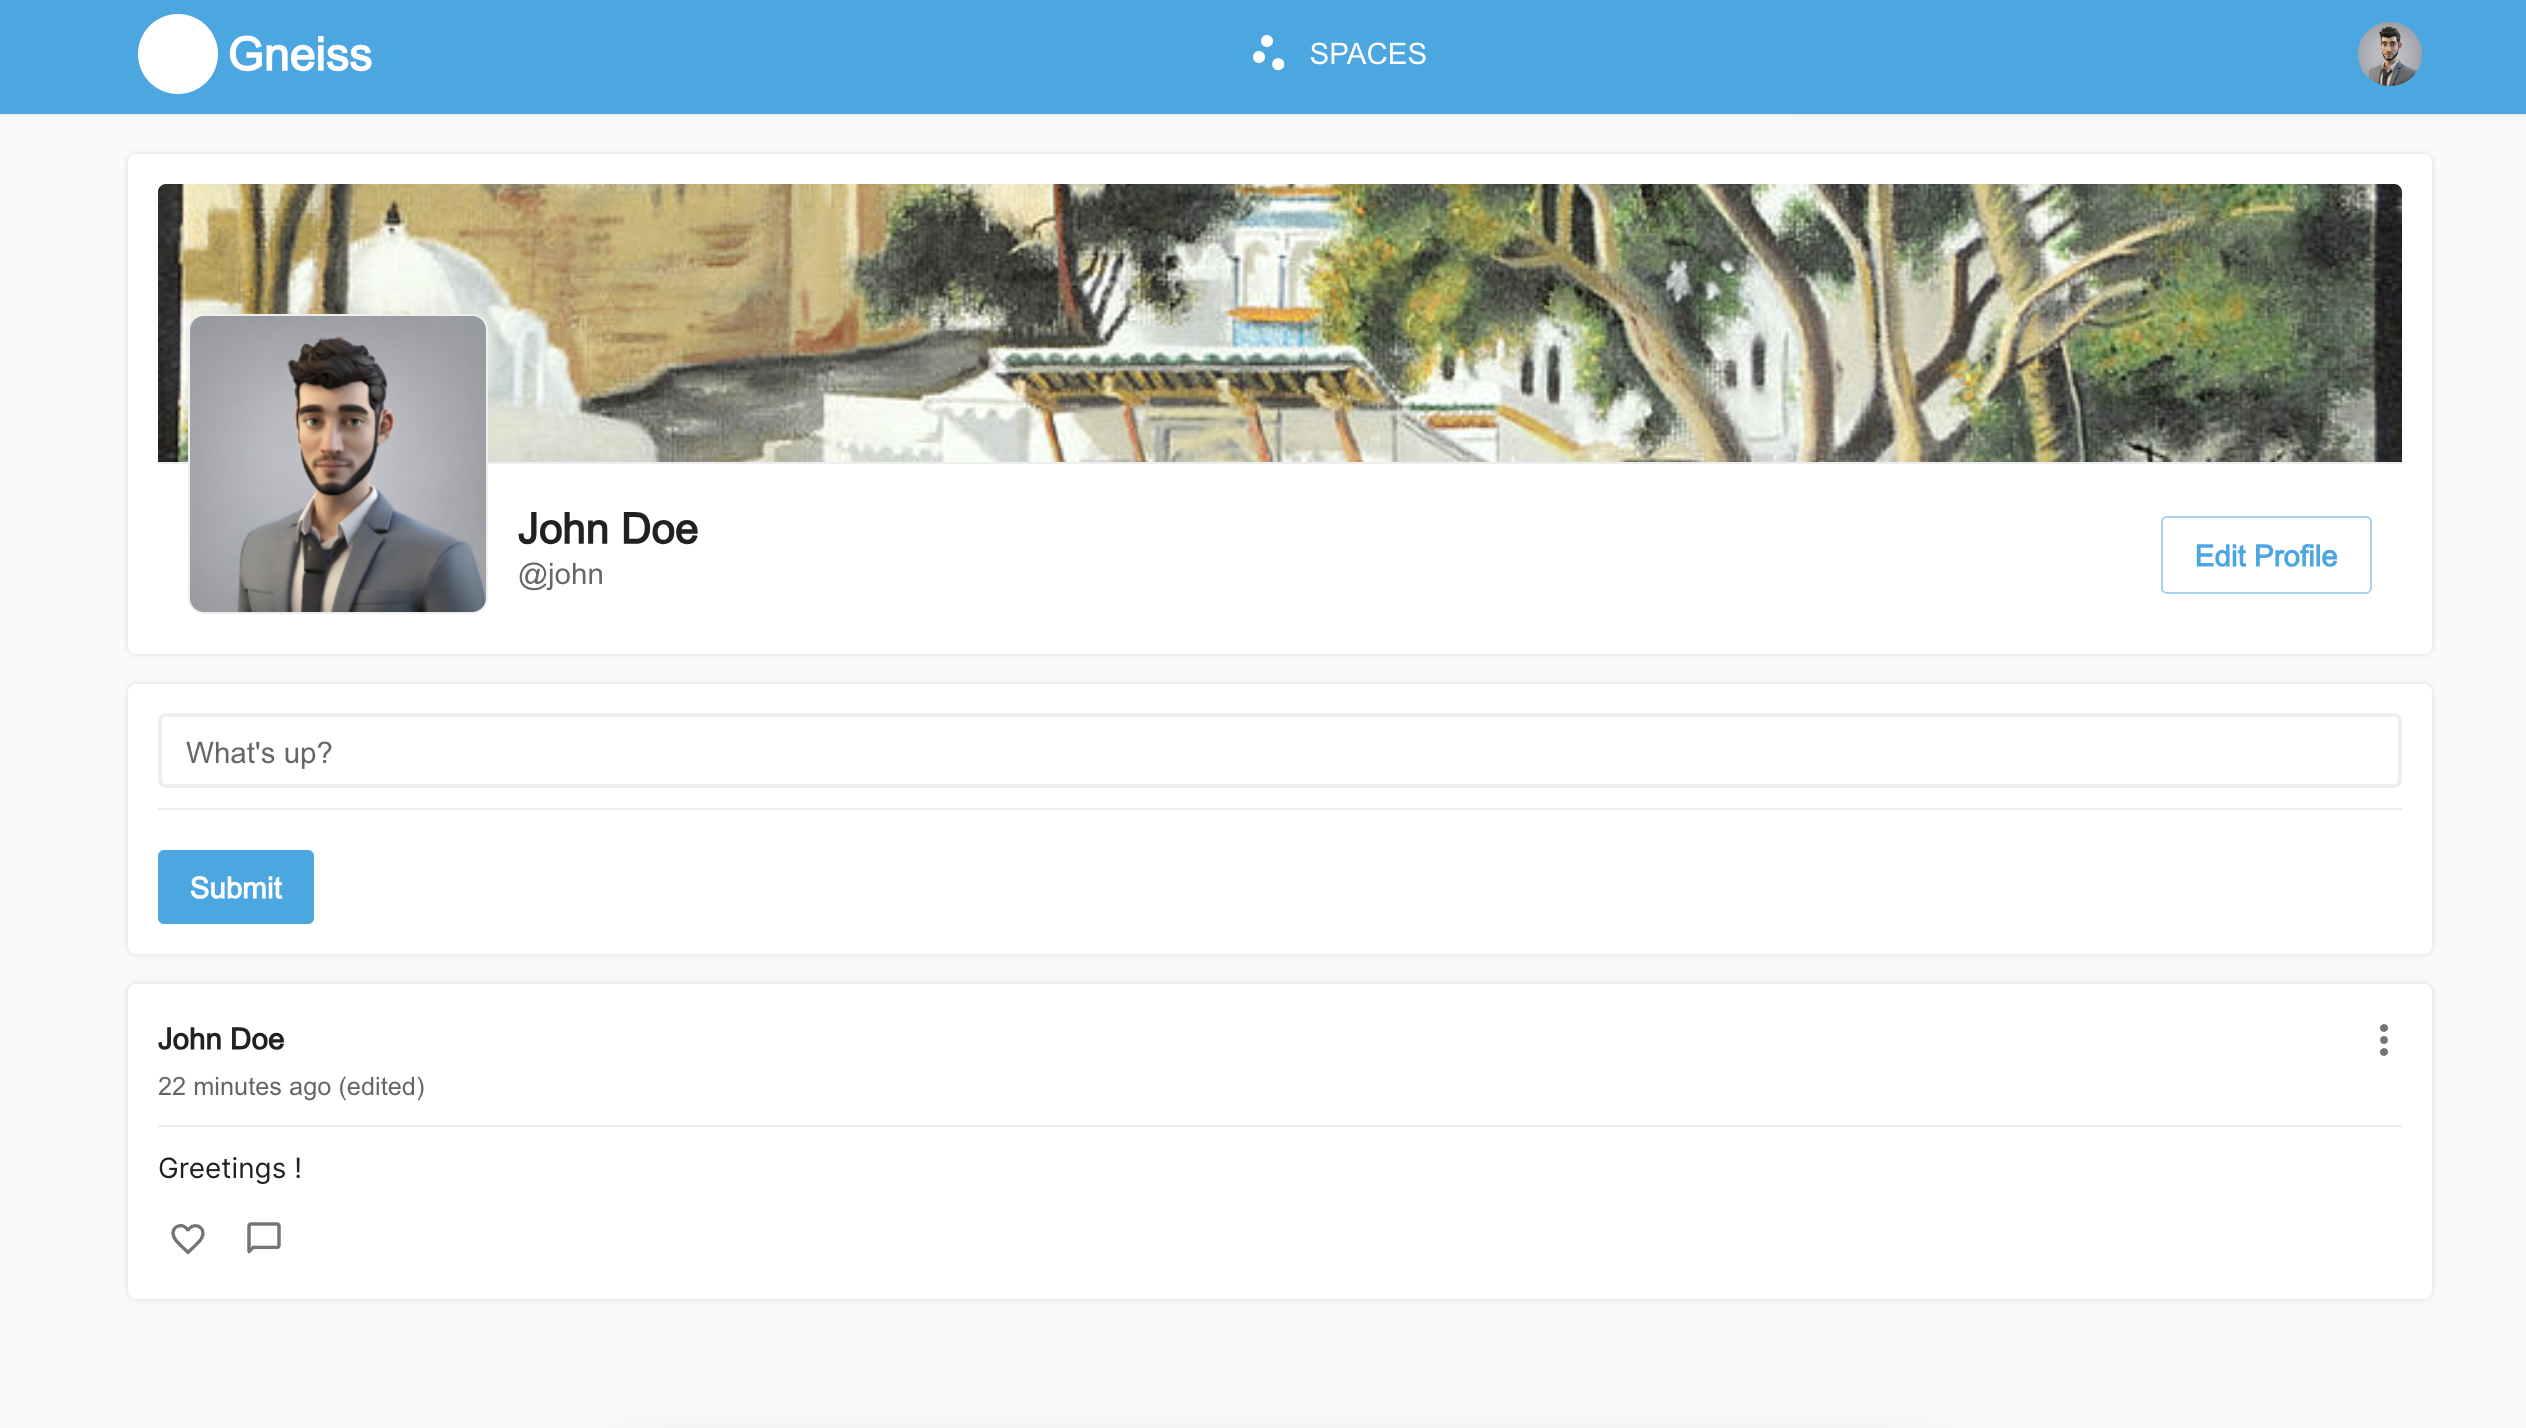 Gneiss
SPACES
John Doe
@john
Edit Profile
What's up?
Submit
John Doe
22 minutes ago (edited)
Greetings !